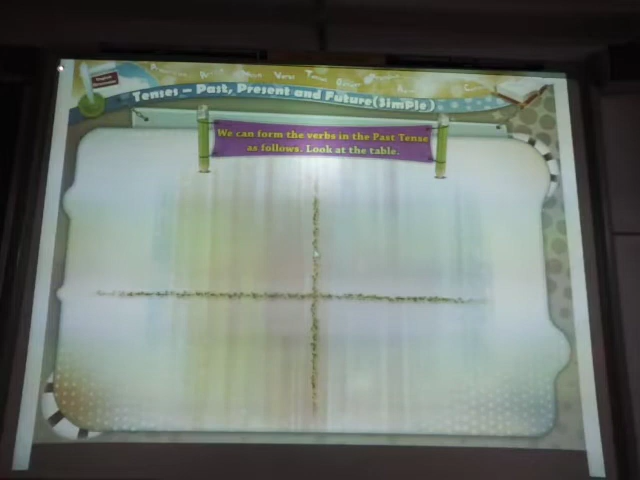 Tenses – Past, Present and Future(Simple)
We can form the verbs in the Past Tense
as follows. Look at the table.